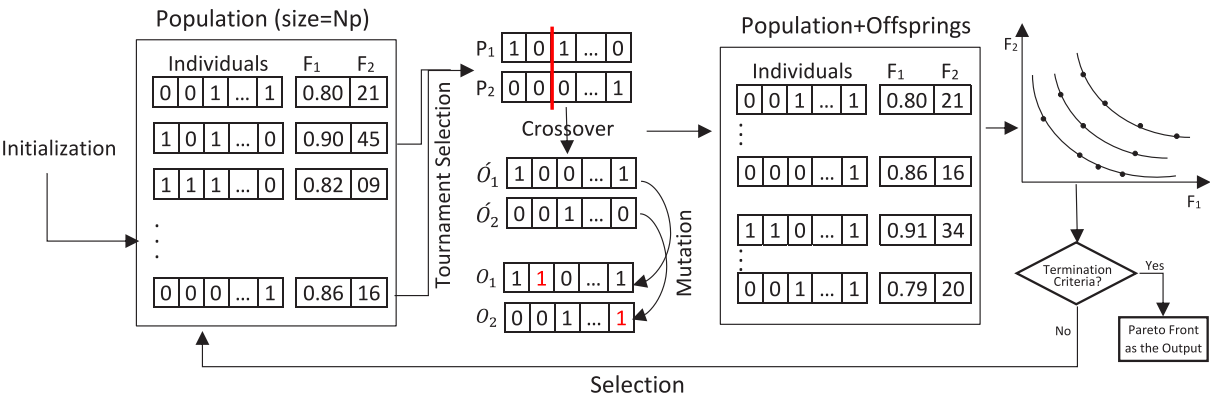 Population (size=Np)
Individuals F1 F2
0 0 1 ... 1 0.80 21
1 0 1 ... 0 0.90 45
1 1 1 ... 0 0.82 09
⋮
0 0 0 ... 1 0.86 16
Initialization
Tournament Selection
P1 1 0 1 ... 0
P2 0 0 0 ... 1
Crossover
Ó1 1 0 0 ... 1
Ó2 0 0 1 ... 0
Mutation
O1 1 1 0 ... 1
O2 0 0 1 ... 1
Population+Offsprings
Individuals F1 F2
0 0 1 ... 1 0.80 21
⋮
0 0 0 ... 1 0.86 16
1 1 0 ... 1 0.91 34
⋮
0 0 1 ... 1 0.79 20
F2
F1
Termination
Criteria?
Yes
No
Pareto Front
as the Output
Selection